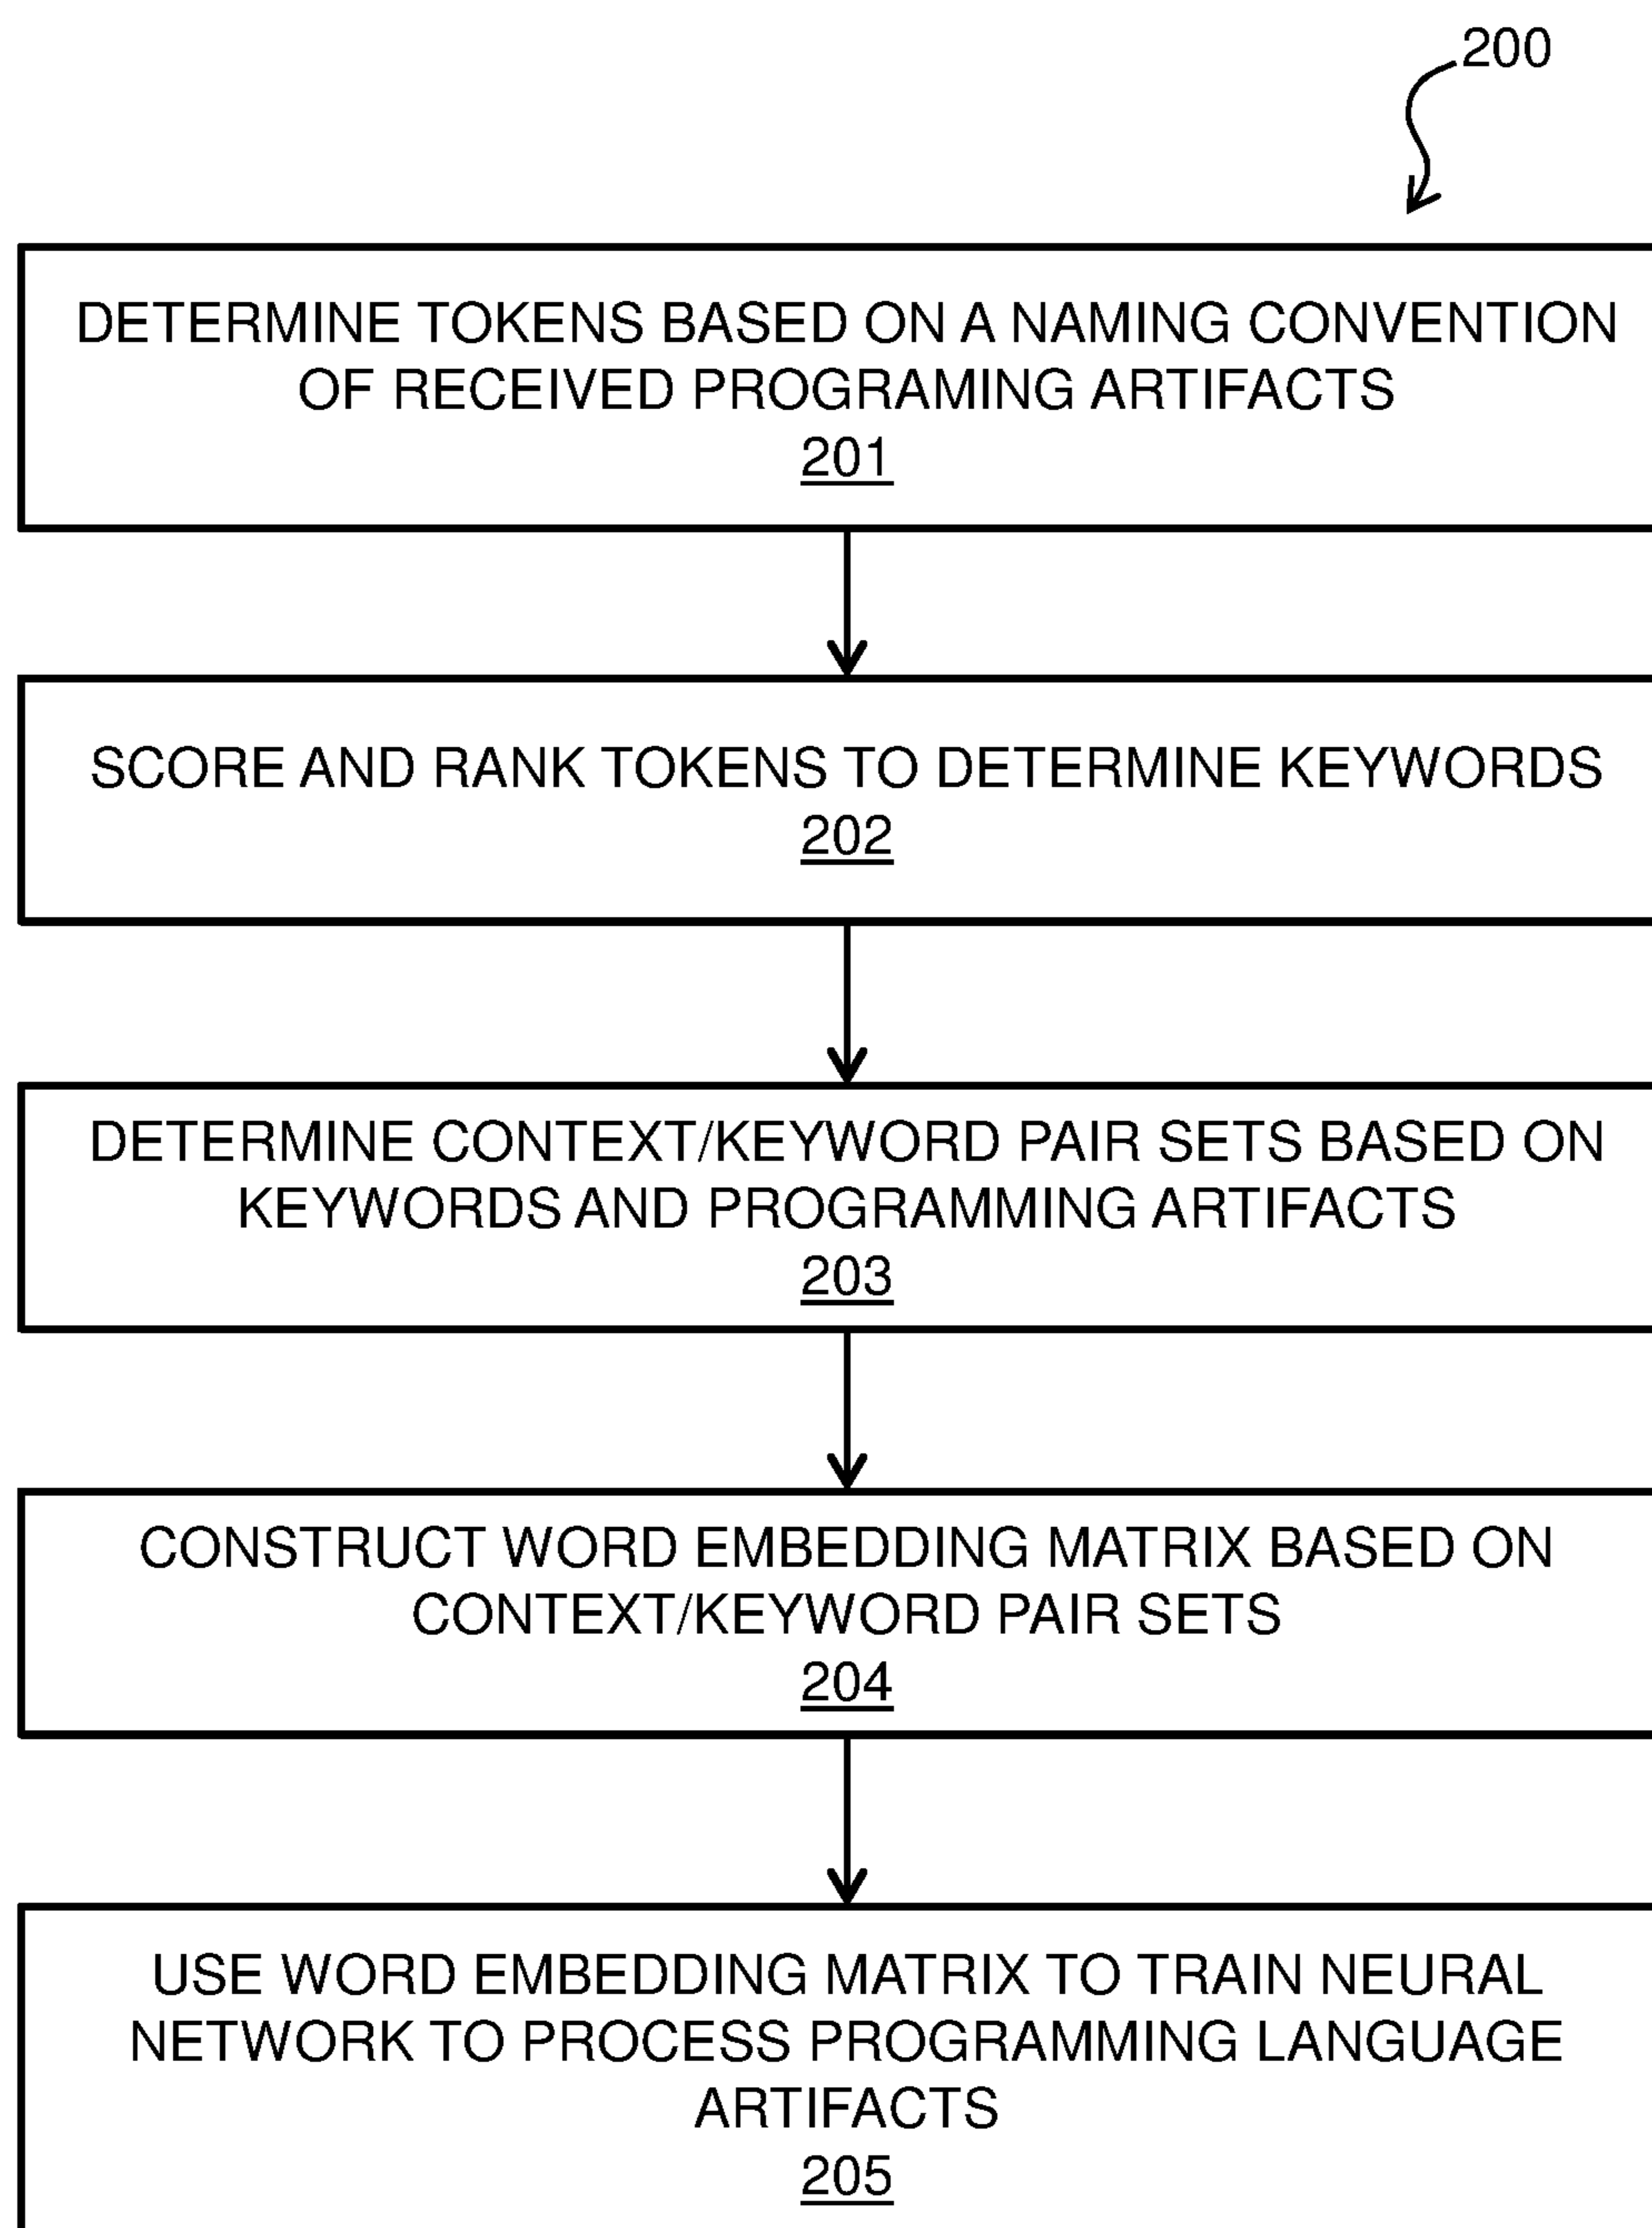 200
DETERMINE TOKENS BASED ON A NAMING CONVENTION
OF RECEIVED PROGRAMING ARTIFACTS
201
SCORE AND RANK TOKENS TO DETERMINE KEYWORDS
202
DETERMINE CONTEXT/KEYWORD PAIR SETS BASED ON
KEYWORDS AND PROGRAMMING ARTIFACTS
203
CONSTRUCT WORD EMBEDDING MATRIX BASED ON
CONTEXT/KEYWORD PAIR SETS
204
USE WORD EMBEDDING MATRIX TO TRAIN NEURAL
NETWORK TO PROCESS PROGRAMMING LANGUAGE
ARTIFACTS
205